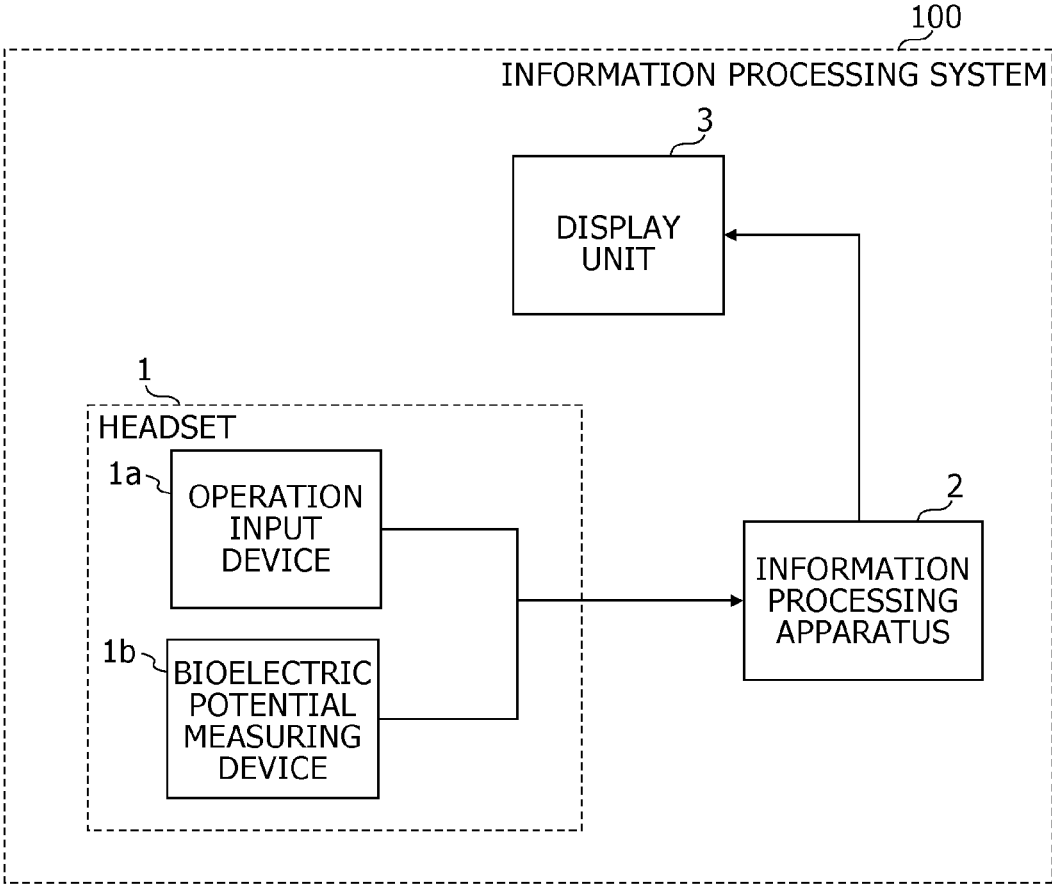 100
INFORMATION PROCESSING SYSTEM
3
DISPLAY
UNIT
1
HEADSET
1a
OPERATION
INPUT
DEVICE
2
INFORMATION
PROCESSING
APPARATUS
1b
BIOELECTRIC
POTENTIAL
MEASURING
DEVICE